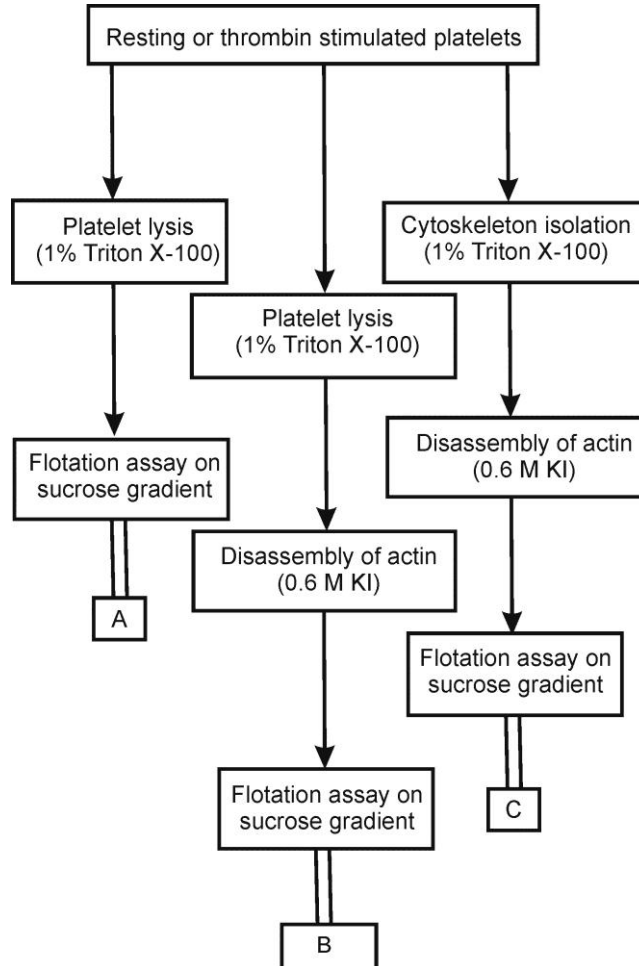 Resting or thrombin stimulated platelets
Platelet lysis
(1% Triton X-100)
Flotation assay on
sucrose gradient
A
Platelet lysis
(1% Triton X-100)
Disassembly of actin
(0.6 M KI)
Flotation assay on
sucrose gradient
B
Cytoskeleton isolation
(1% Triton X-100)
Disassembly of actin
(0.6 M KI)
Flotation assay on
sucrose gradient
C